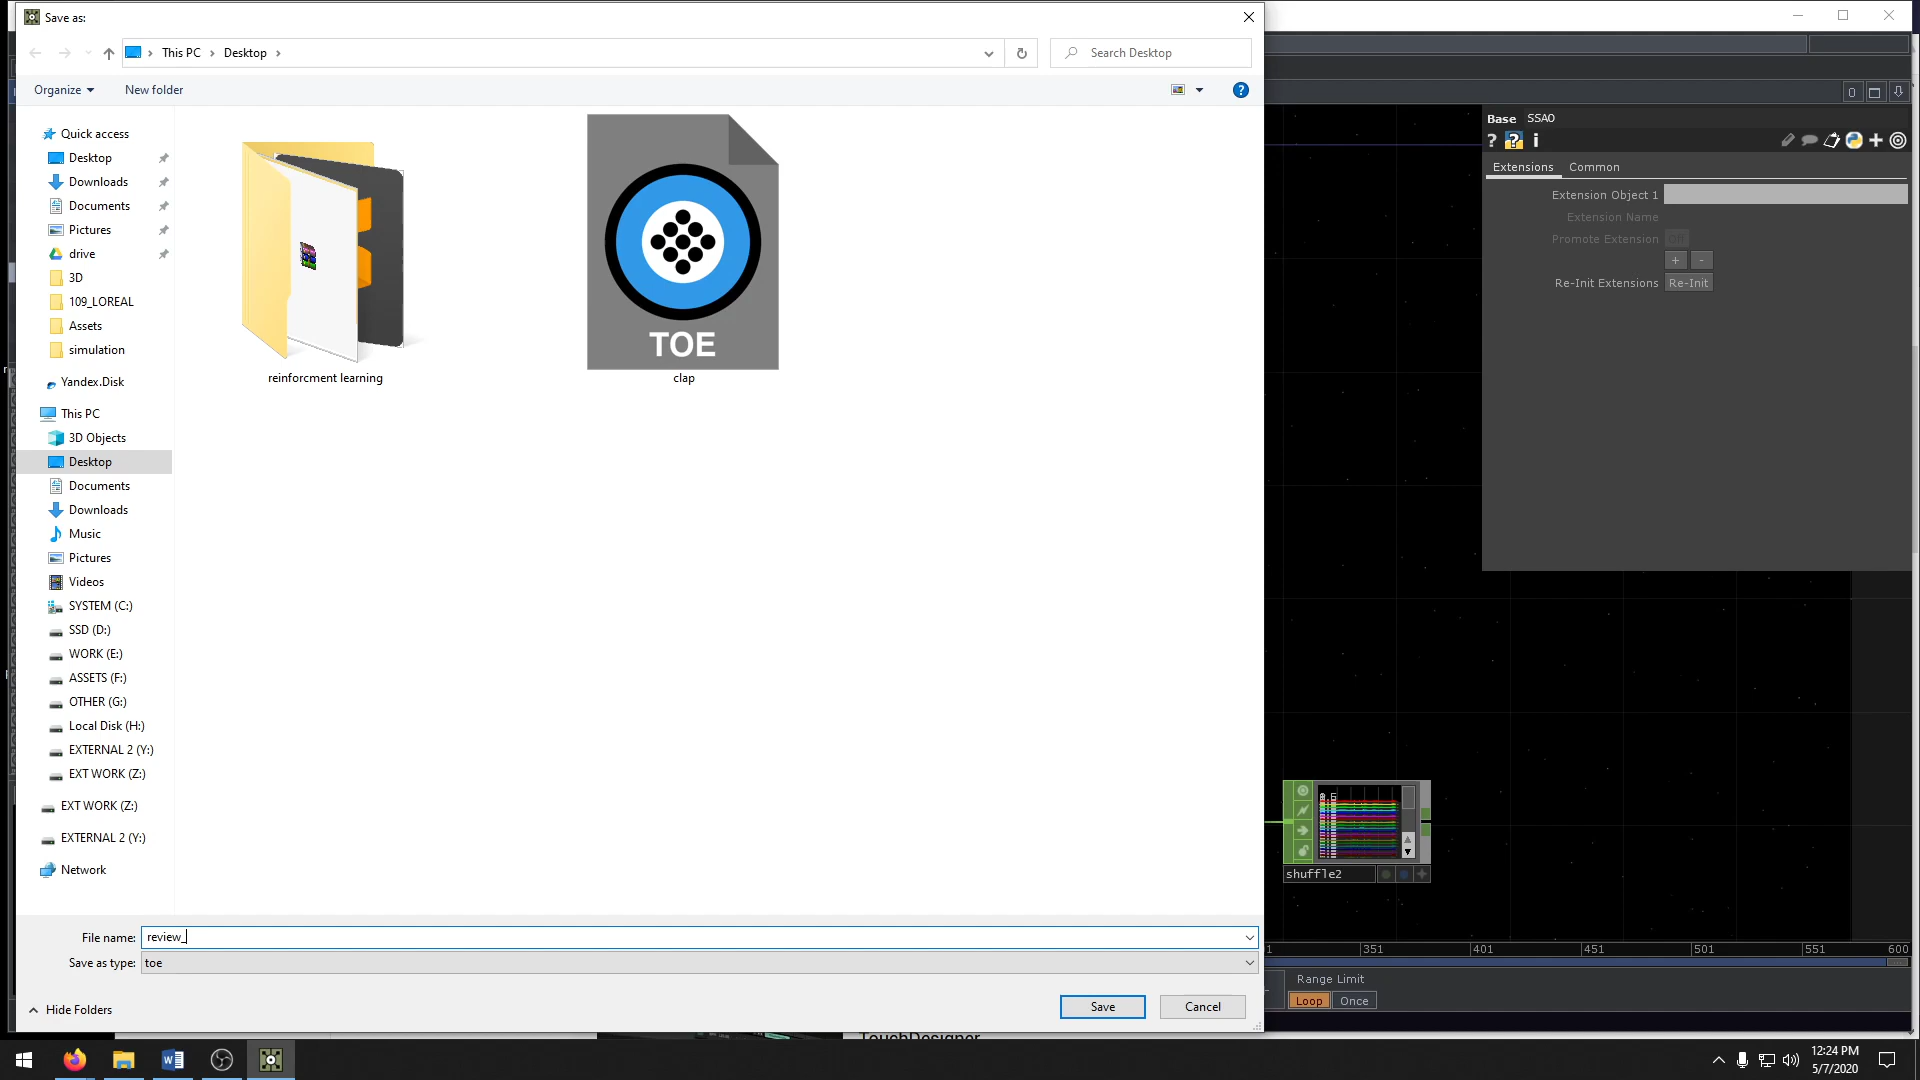 Save as:
This PC
Desktop
Search Desktop
Organize
New folder
Quick access
Desktop
Downloads
Documents
Pictures
drive
3D
109_LOREAL
Assets
simulation
Yandex.Disk
This PC
3D Objects
Desktop
Documents
Downloads
Music
Pictures
Videos
SYSTEM (C:)
SSD (D:)
WORK (E:)
ASSETS (F:)
OTHER (G:)
Local Disk (H:)
EXTERNAL 2 (Y:)
EXT WORK (Z:)
EXT WORK (Z:)
EXTERNAL 2 (Y:)
Network
TOE
reinforcment learning
clap
File name: review_
Save as type: toe
Hide Folders
Save
Cancel
0
Base SSAO
? ? i
Extensions Common
Extension Object 1
Extension Name
Promote Extension
+ -
Re-Init Extensions Re-Init
shuffle2
351 401 451 501 551 600
Range Limit
Loop Once
TouchDesigner
12:24 PM
5/7/2020